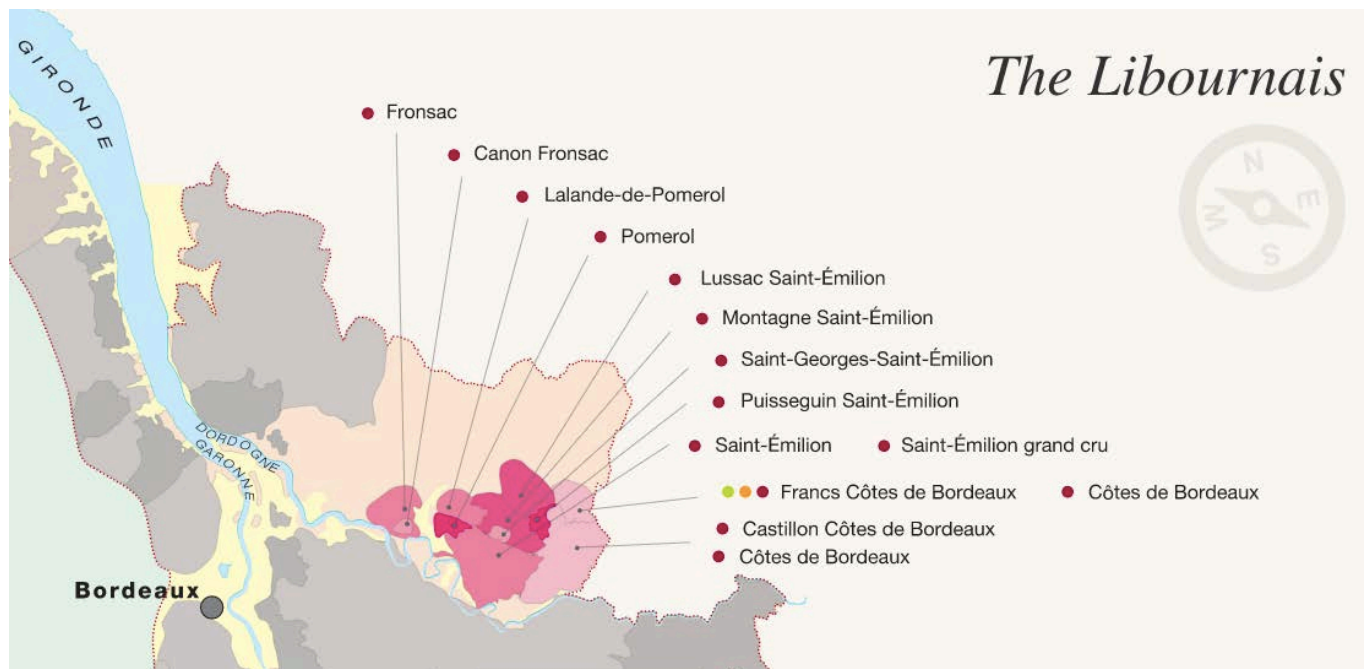 The Libournais
GIRONDE
Fronsac
Canon Fronsac
Lalande-de-Pomerol
Pomerol
Lussac Saint-Émilion
Montagne Saint-Émilion
Saint-Georges-Saint-Émilion
Puisseguin Saint-Émilion
Saint-Émilion
Saint-Émilion grand cru
Francs Côtes de Bordeaux
Côtes de Bordeaux
Castillon Côtes de Bordeaux
Côtes de Bordeaux
DORDOGNE
GARONNE
Bordeaux
N
E
S
W